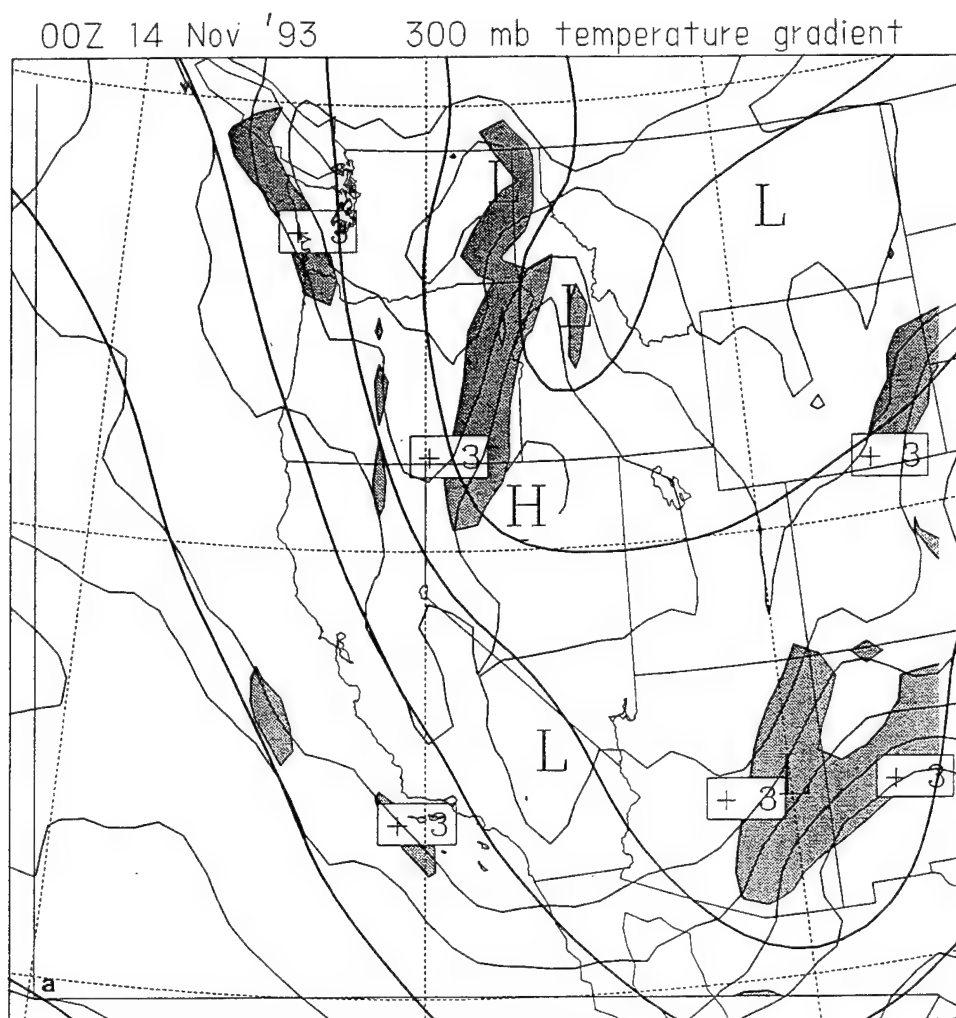 00Z 14 Nov '93 300 mb temperature gradient
L
L
+ 3
L
+ 3
+ 3
H
L
L
+ 3
+ 3
+ 3
a